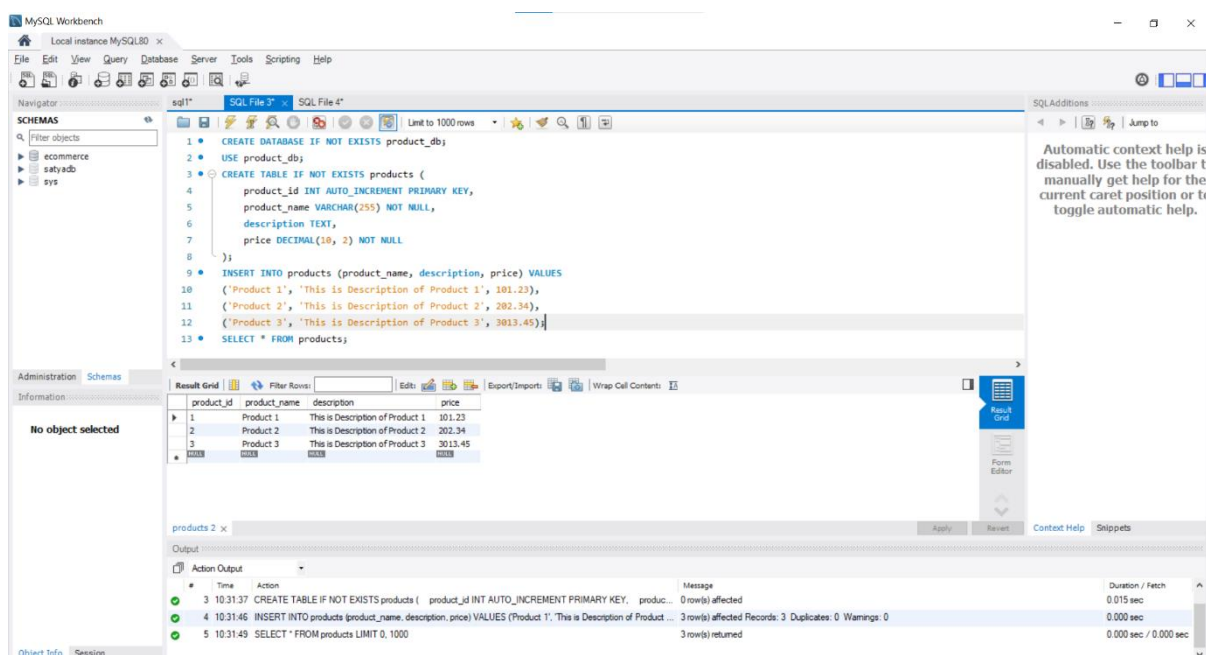 MySQL Workbench
Local instance MySQL80
File Edit View Query Database Server Tools Scripting Help
Navigator
SCHEMAS
Filter objects
ecommerce
satyadb
sys
Administration Schemas
Information
No object selected
Object Info Session
sql1* SQL File 3* SQL File 4*
Limit to 1000 rows
1 CREATE DATABASE IF NOT EXISTS product_db;
2 USE product_db;
3 CREATE TABLE IF NOT EXISTS products (
4 product_id INT AUTO_INCREMENT PRIMARY KEY,
5 product_name VARCHAR(255) NOT NULL,
6 description TEXT,
7 price DECIMAL(10, 2) NOT NULL
8 );
9 INSERT INTO products (product_name, description, price) VALUES
10 ('Product 1', 'This is Description of Product 1', 101.23),
11 ('Product 2', 'This is Description of Product 2', 202.34),
12 ('Product 3', 'This is Description of Product 3', 3013.45);
13 SELECT * FROM products;
Result Grid Filter Rows: Edit: Export/Import: Wrap Cell Content:
product_id product_name description price
1 Product 1 This is Description of Product 1 101.23
2 Product 2 This is Description of Product 2 202.34
3 Product 3 This is Description of Product 3 3013.45
NULL NULL NULL NULL
Result
Grid
Form
Editor
products 2
Apply Revert
SQLAdditions
Jump to
Automatic context help is
disabled. Use the toolbar t
manually get help for the
current caret position or to
toggle automatic help.
Context Help Snippets
Output
Action Output
# Time Action Message Duration / Fetch
3 10:31:37 CREATE TABLE IF NOT EXISTS products ( product_id INT AUTO_INCREMENT PRIMARY KEY, produc... 0 row(s) affected 0.015 sec
4 10:31:46 INSERT INTO products (product_name, description, price) VALUES ('Product 1', 'This is Description of Product ... 3 row(s) affected Records: 3 Duplicates: 0 Warnings: 0 0.000 sec
5 10:31:49 SELECT * FROM products LIMIT 0, 1000 3 row(s) returned 0.000 sec / 0.000 sec